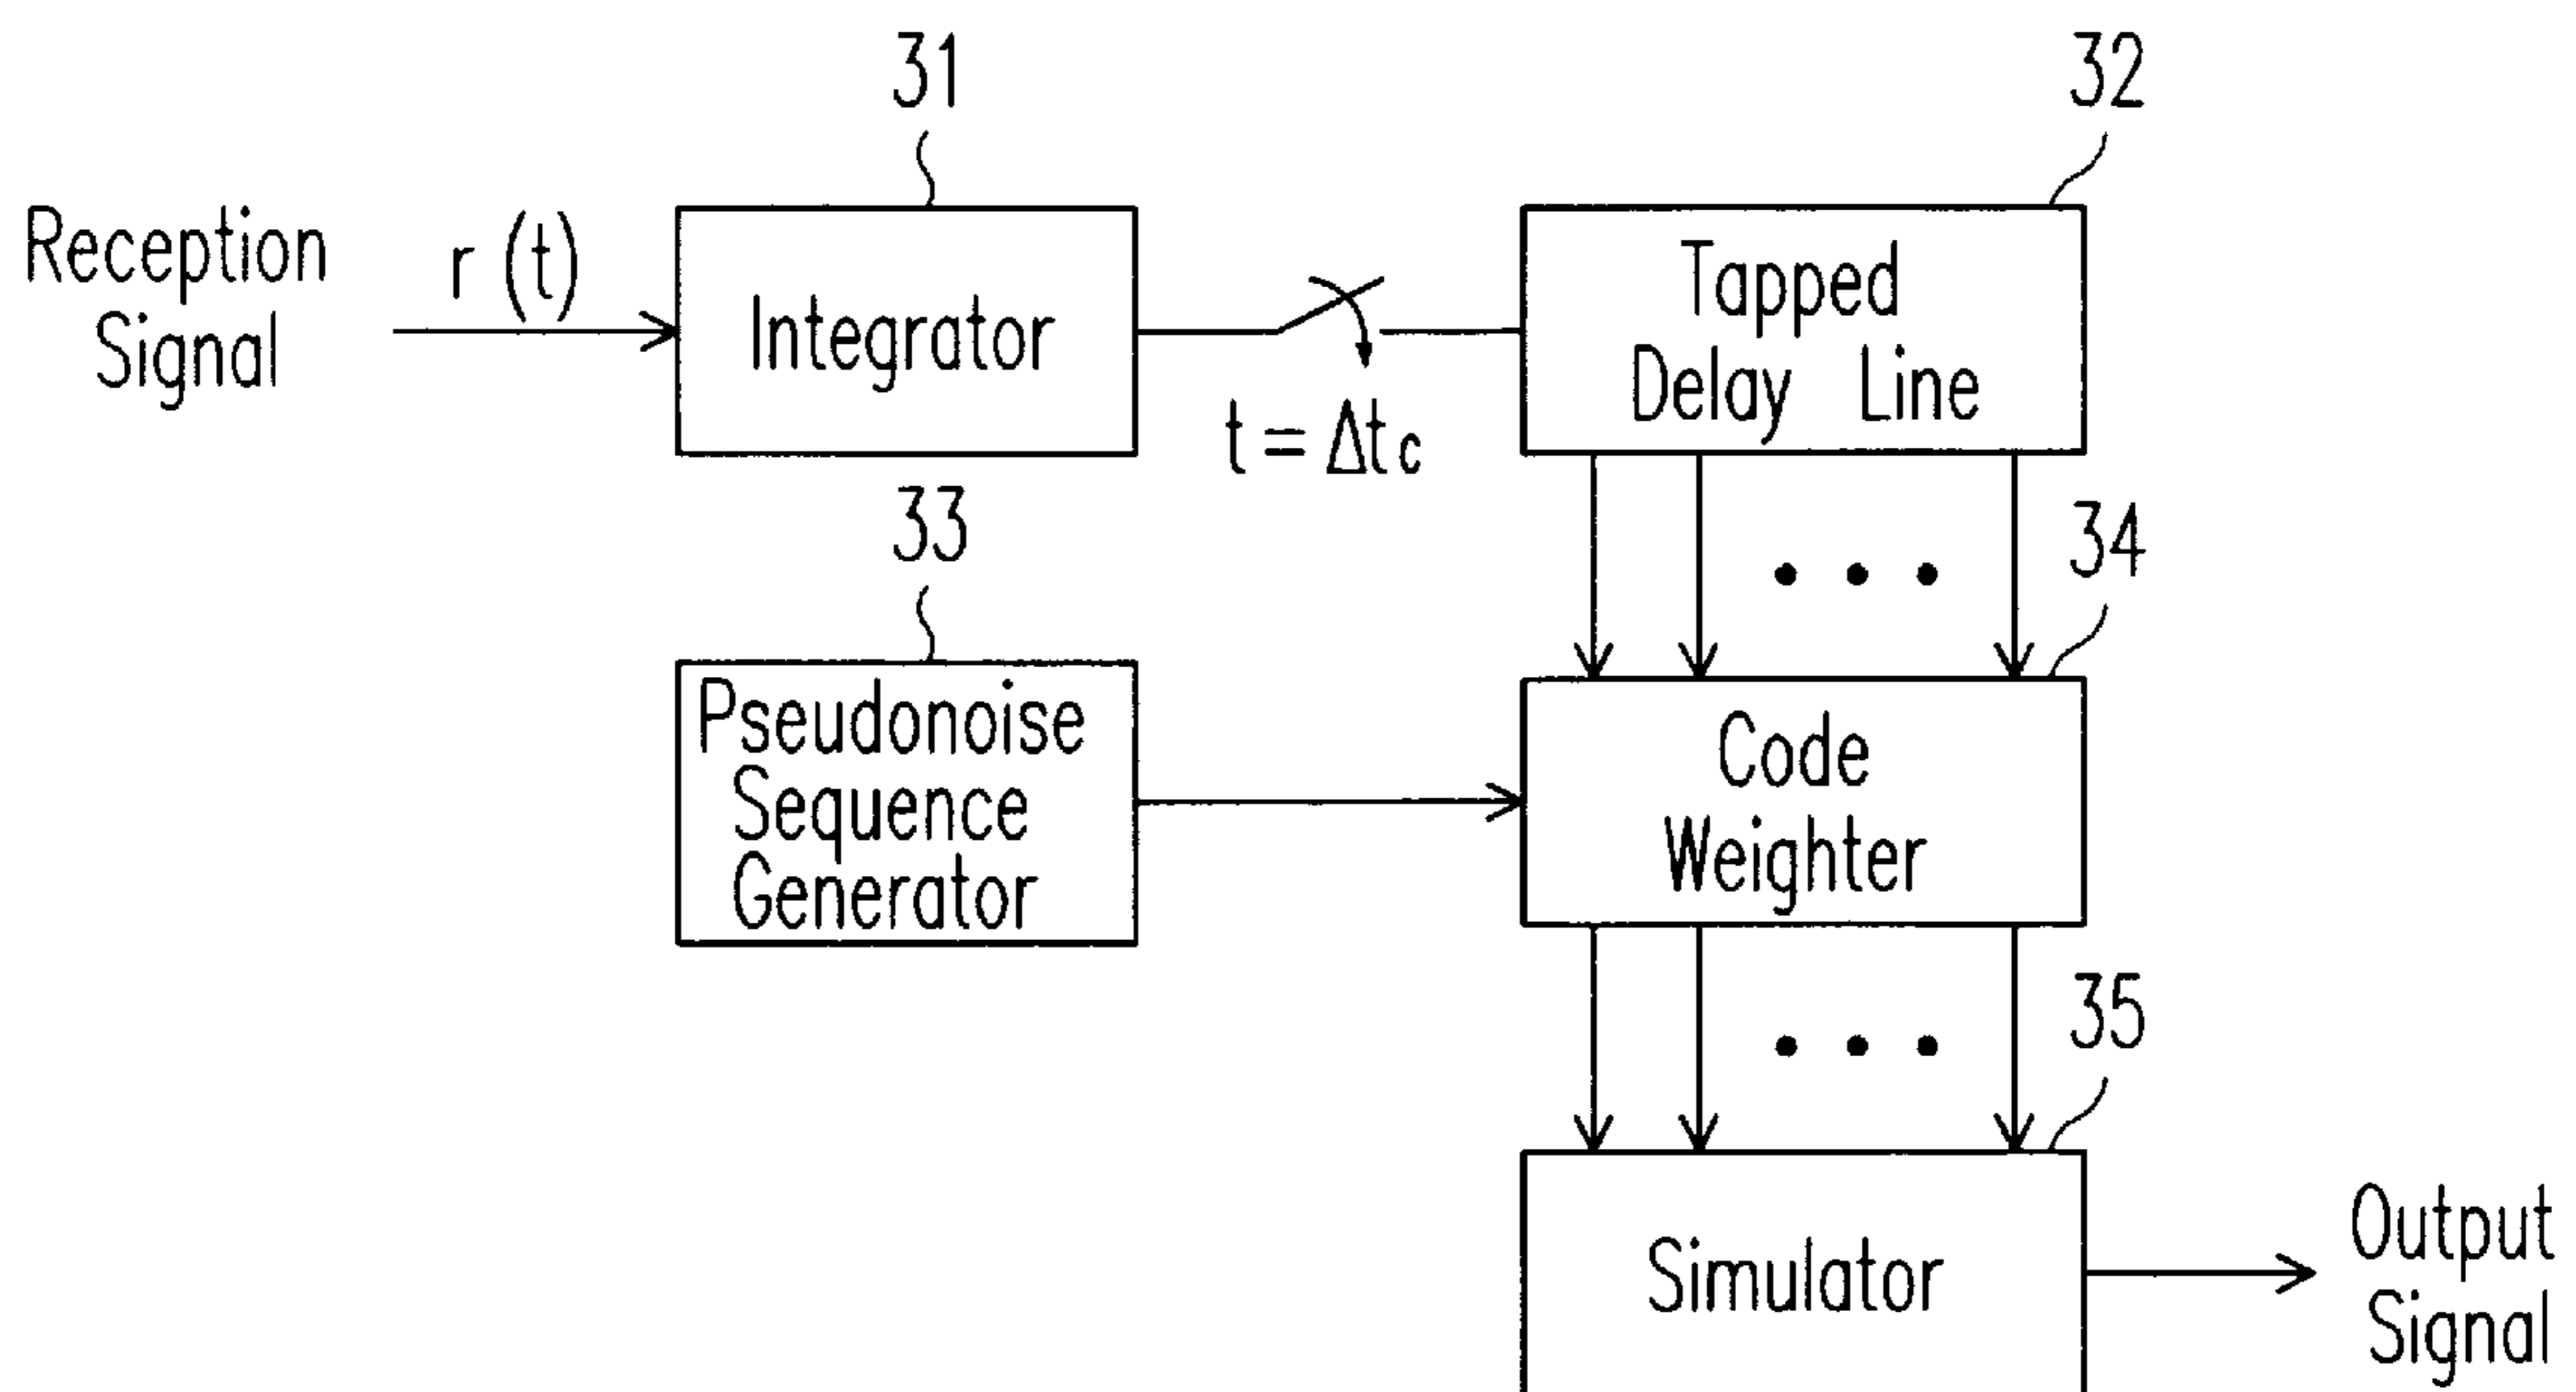 31
32
Reception
Signal
r (t)
Integrator
t = Δtc
Tapped
Delay Line
33
34
Pseudonoise
Sequence
Generator
Code
Weighter
35
Simulator
Output
Signal